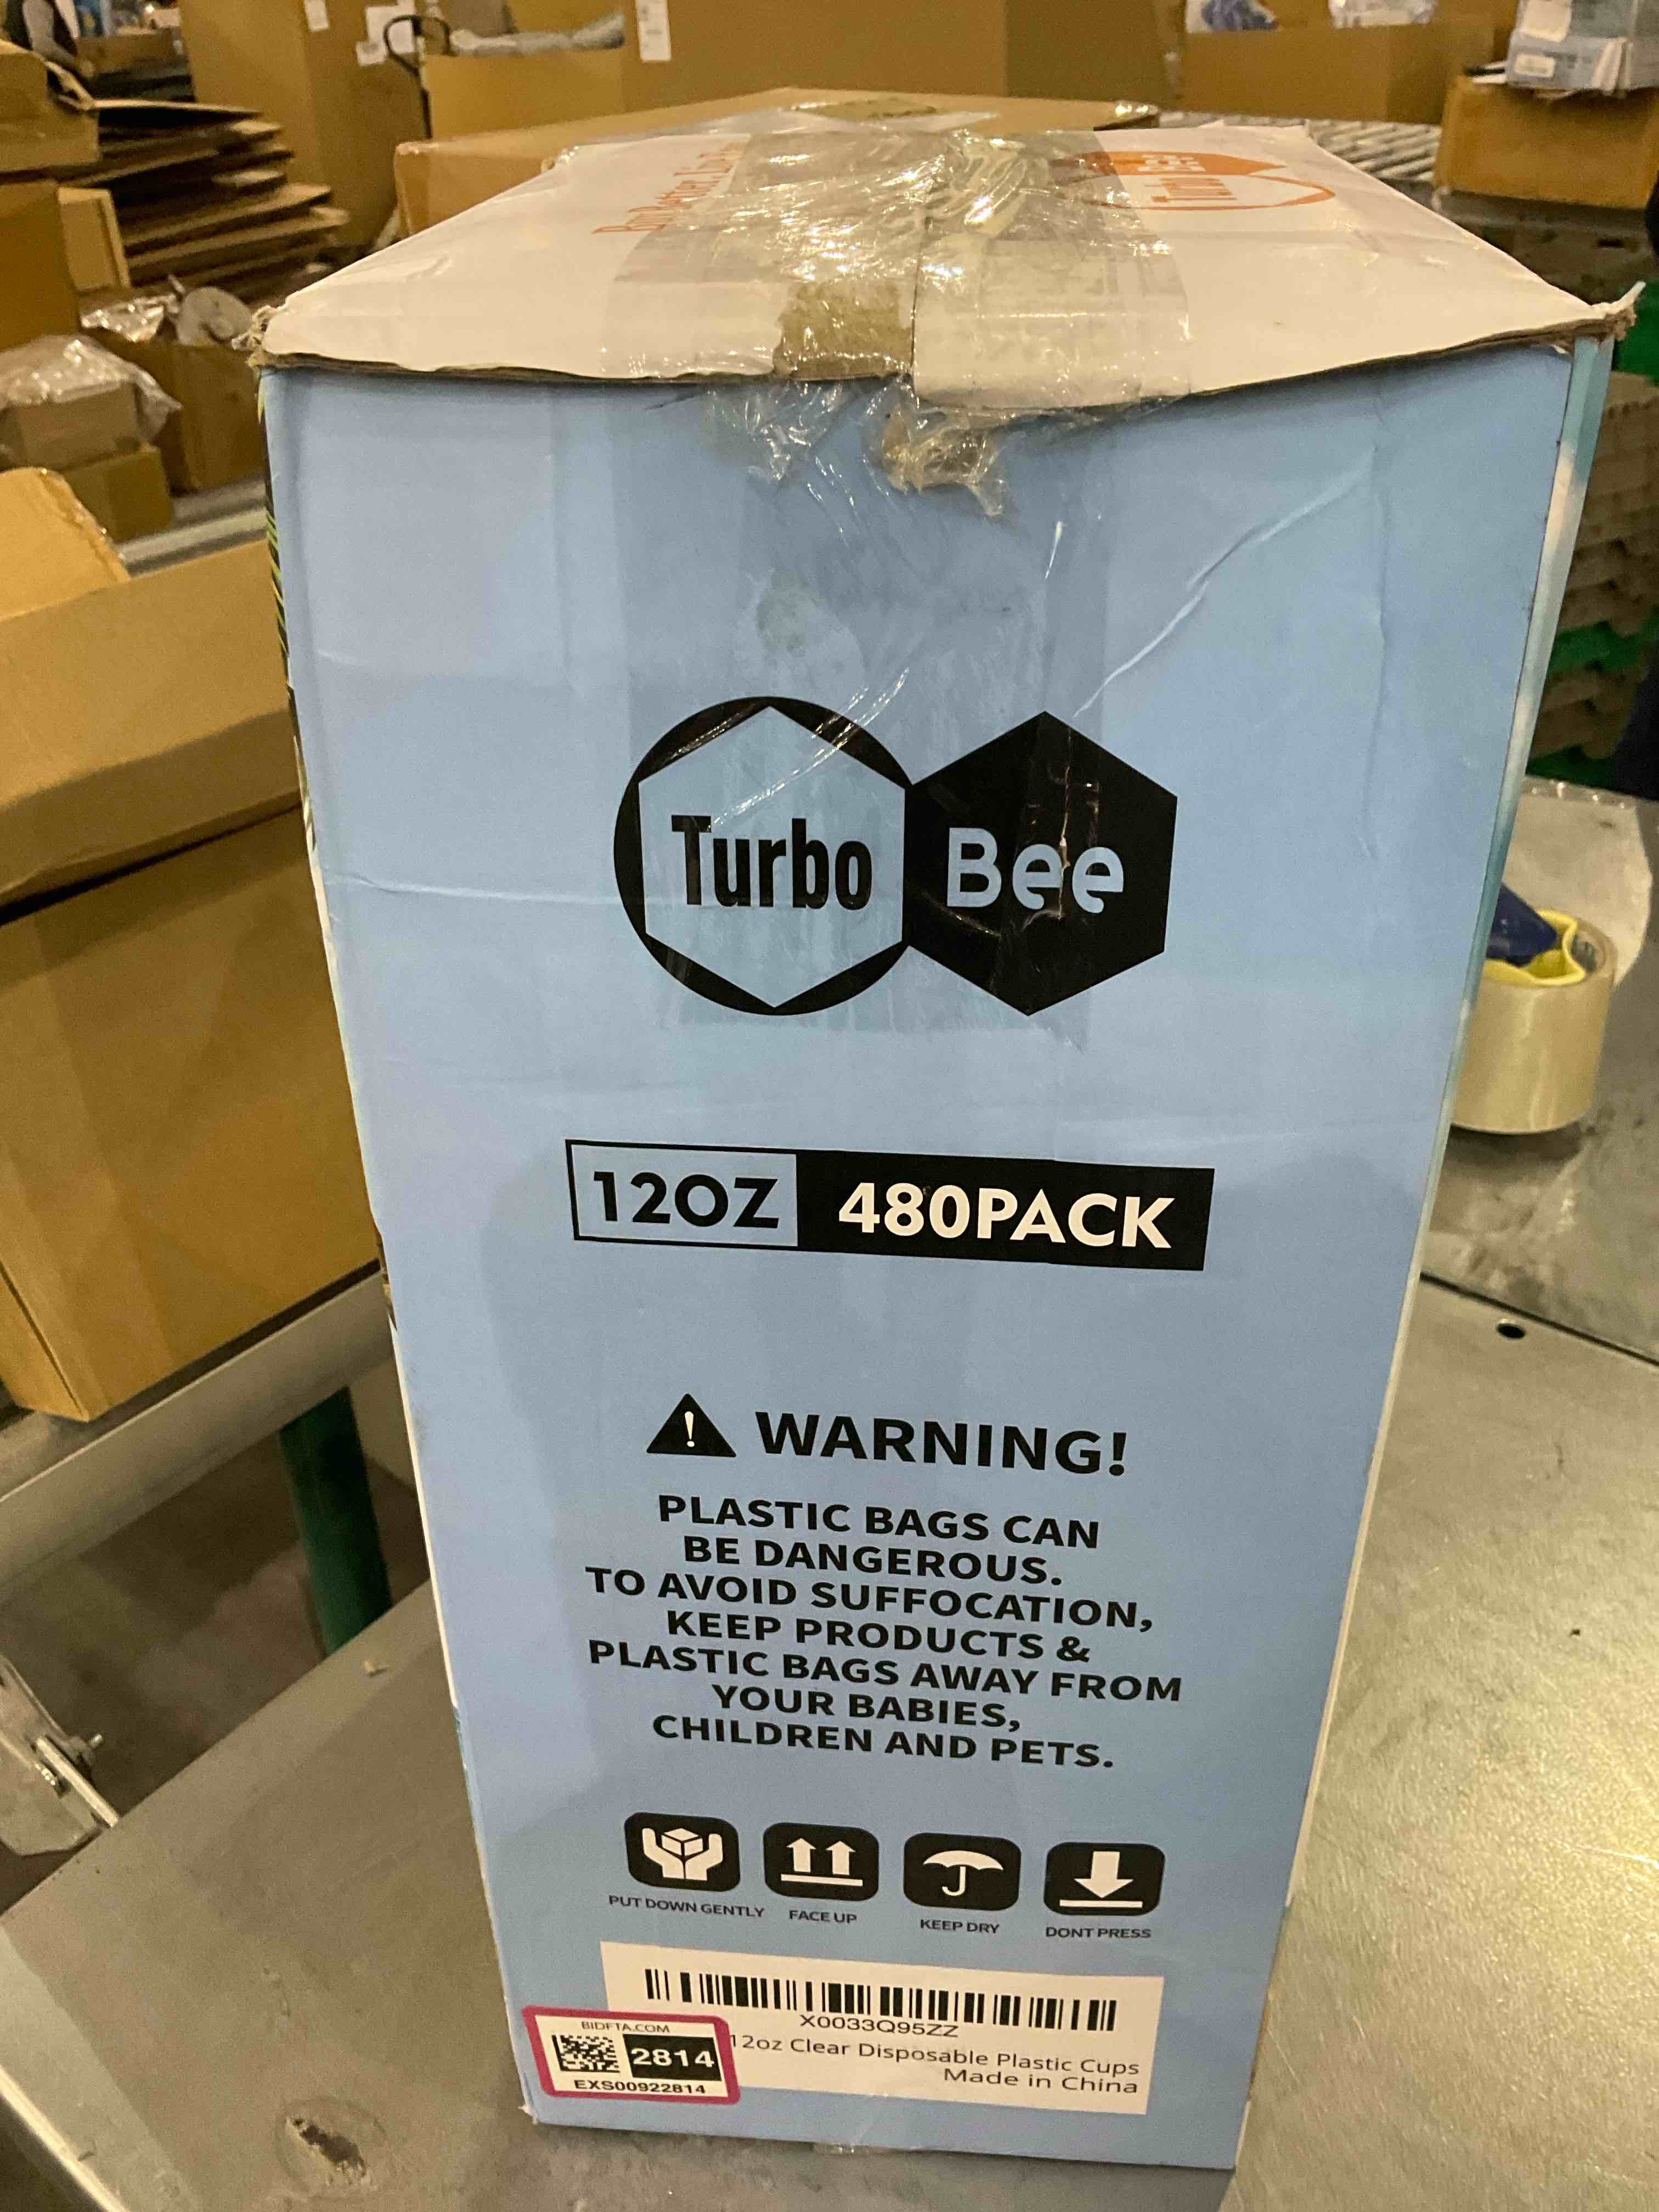 Turbo Bee
Turbo Bee
12OZ 480PACK
WARNING!
PLASTIC BAGS CAN
BE DANGEROUS.
TO AVOID SUFFOCATION,
KEEP PRODUCTS &
PLASTIC BAGS AWAY FROM
YOUR BABIES,
CHILDREN AND PETS.
PUT DOWN GENTLY FACE UP KEEP DRY DONT PRESS
X0033Q95ZZ
12oz Clear Disposable Plastic Cups
Made in China
BIDFTA.COM
2814
EXS00922814